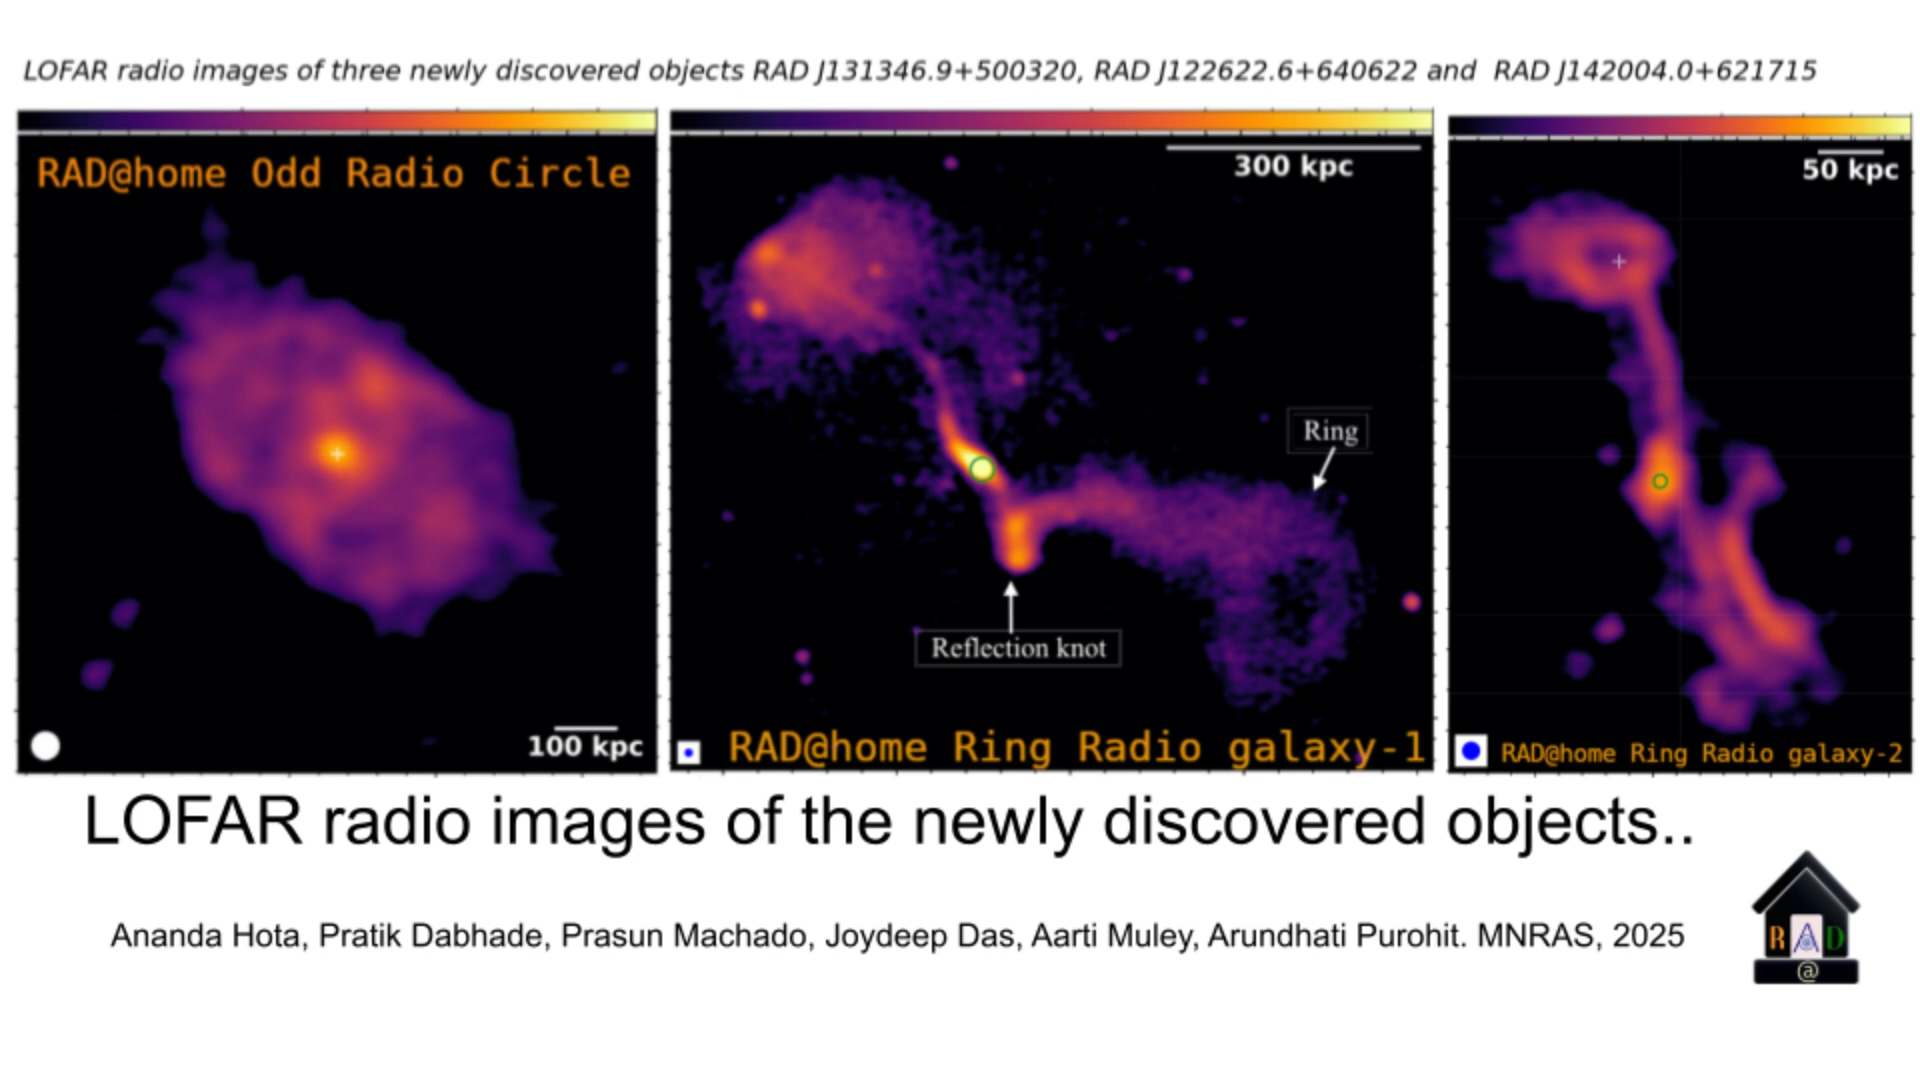 LOFAR radio images of three newly discovered objects RAD J131346.9+500320, RAD J122622.6+640622 and  RAD J142004.0+621715
RAD@home Odd Radio Circle
100 kpc
300 kpc
Ring
Reflection knot
RAD@home Ring Radio galaxy-1
50 kpc
RAD@home Ring Radio galaxy-2
LOFAR radio images of the newly discovered objects..
Ananda Hota, Pratik Dabhade, Prasun Machado, Joydeep Das, Aarti Muley, Arundhati Purohit. MNRAS, 2025
RAD
@